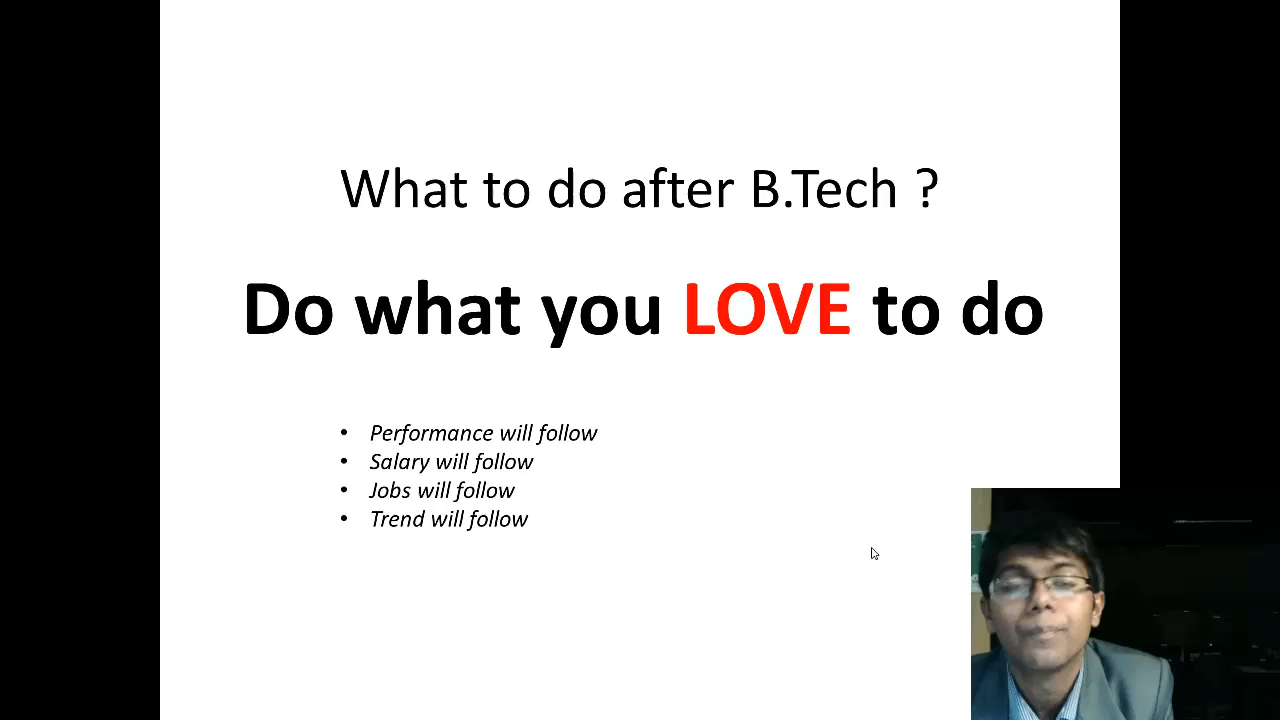 What to do after B.Tech ?
Do what you LOVE to do
• Performance will follow
• Salary will follow
• Jobs will follow
• Trend will follow